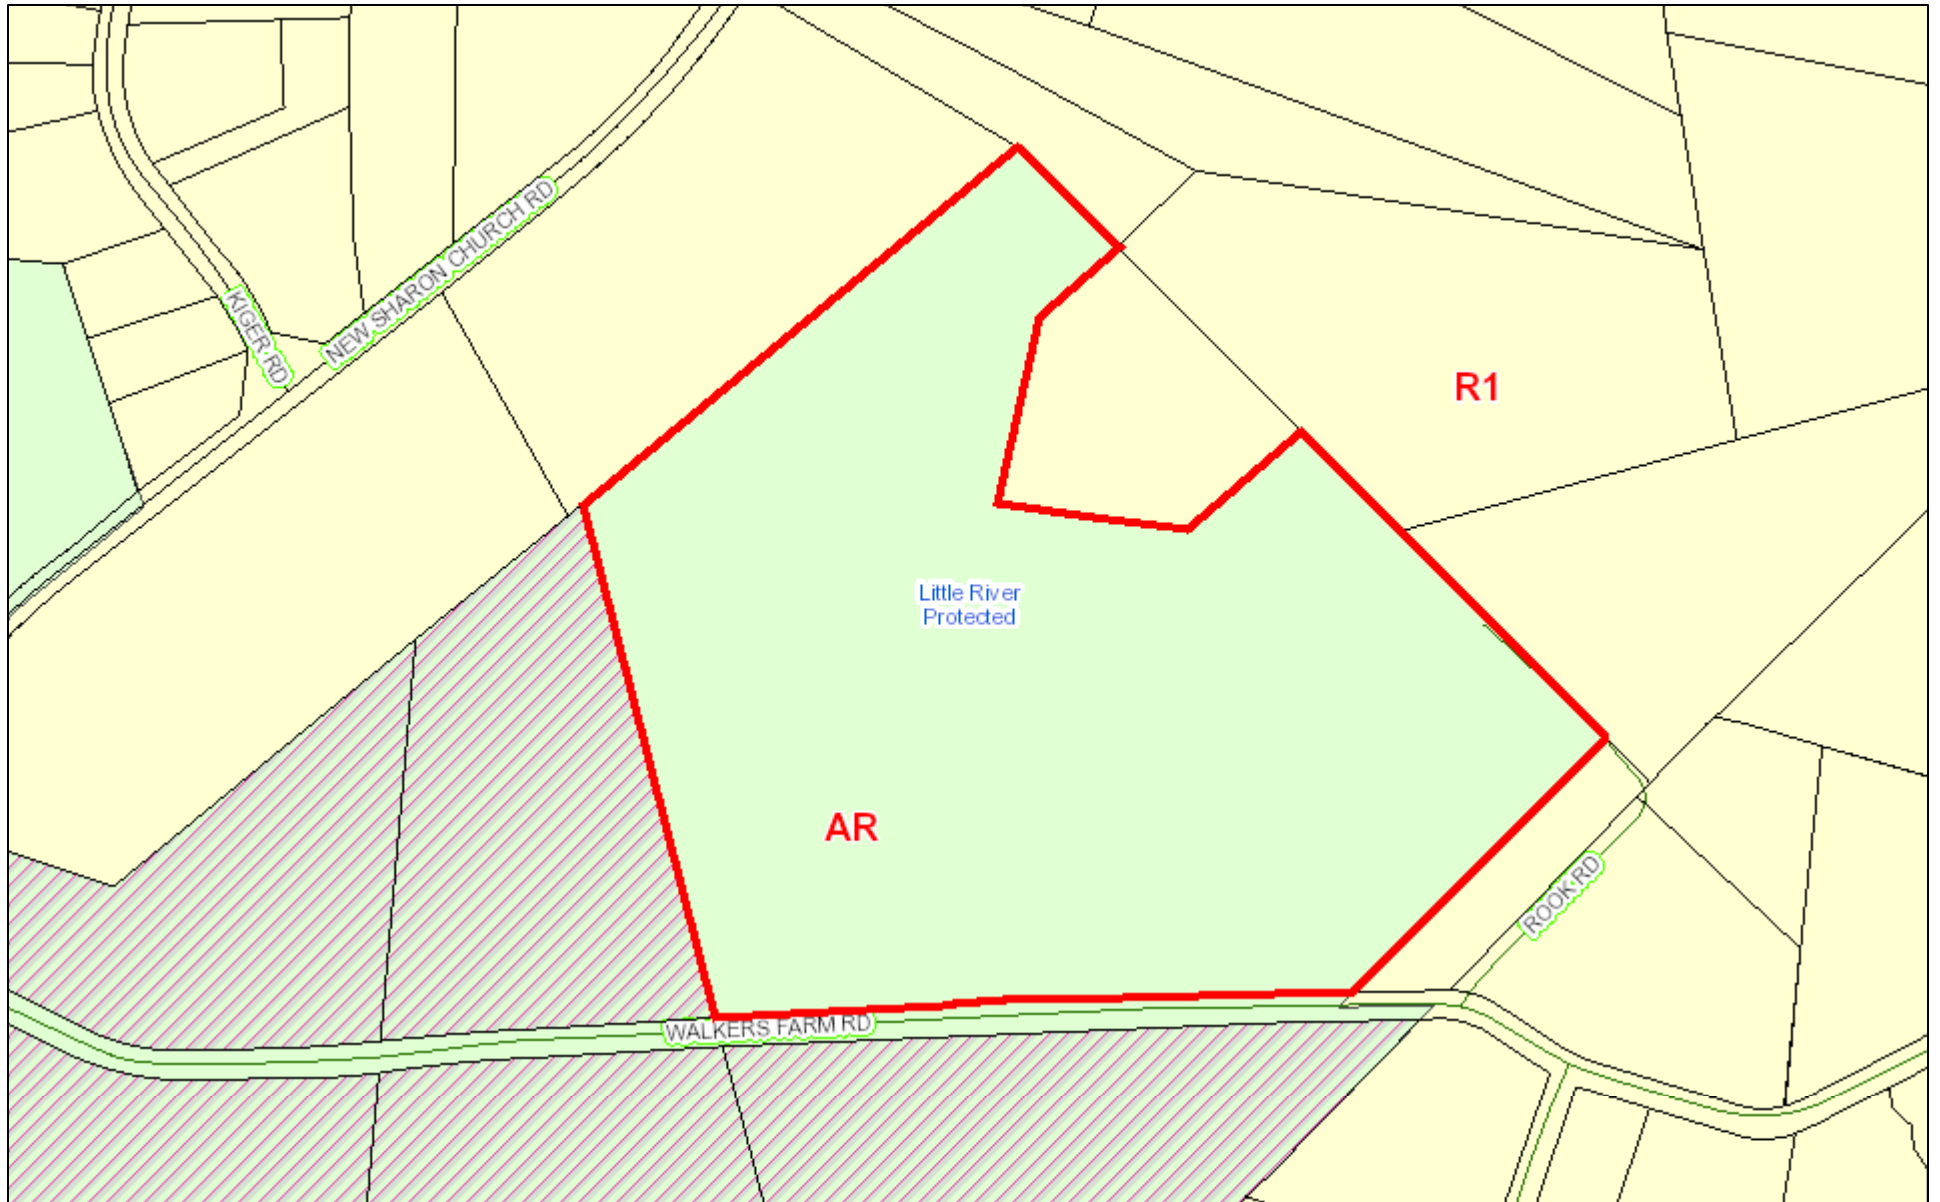 NEW SHARON CHURCH RD
KIGER RD
R1
Little River
Protected
AR
ROOK RD
WALKERS FARM RD